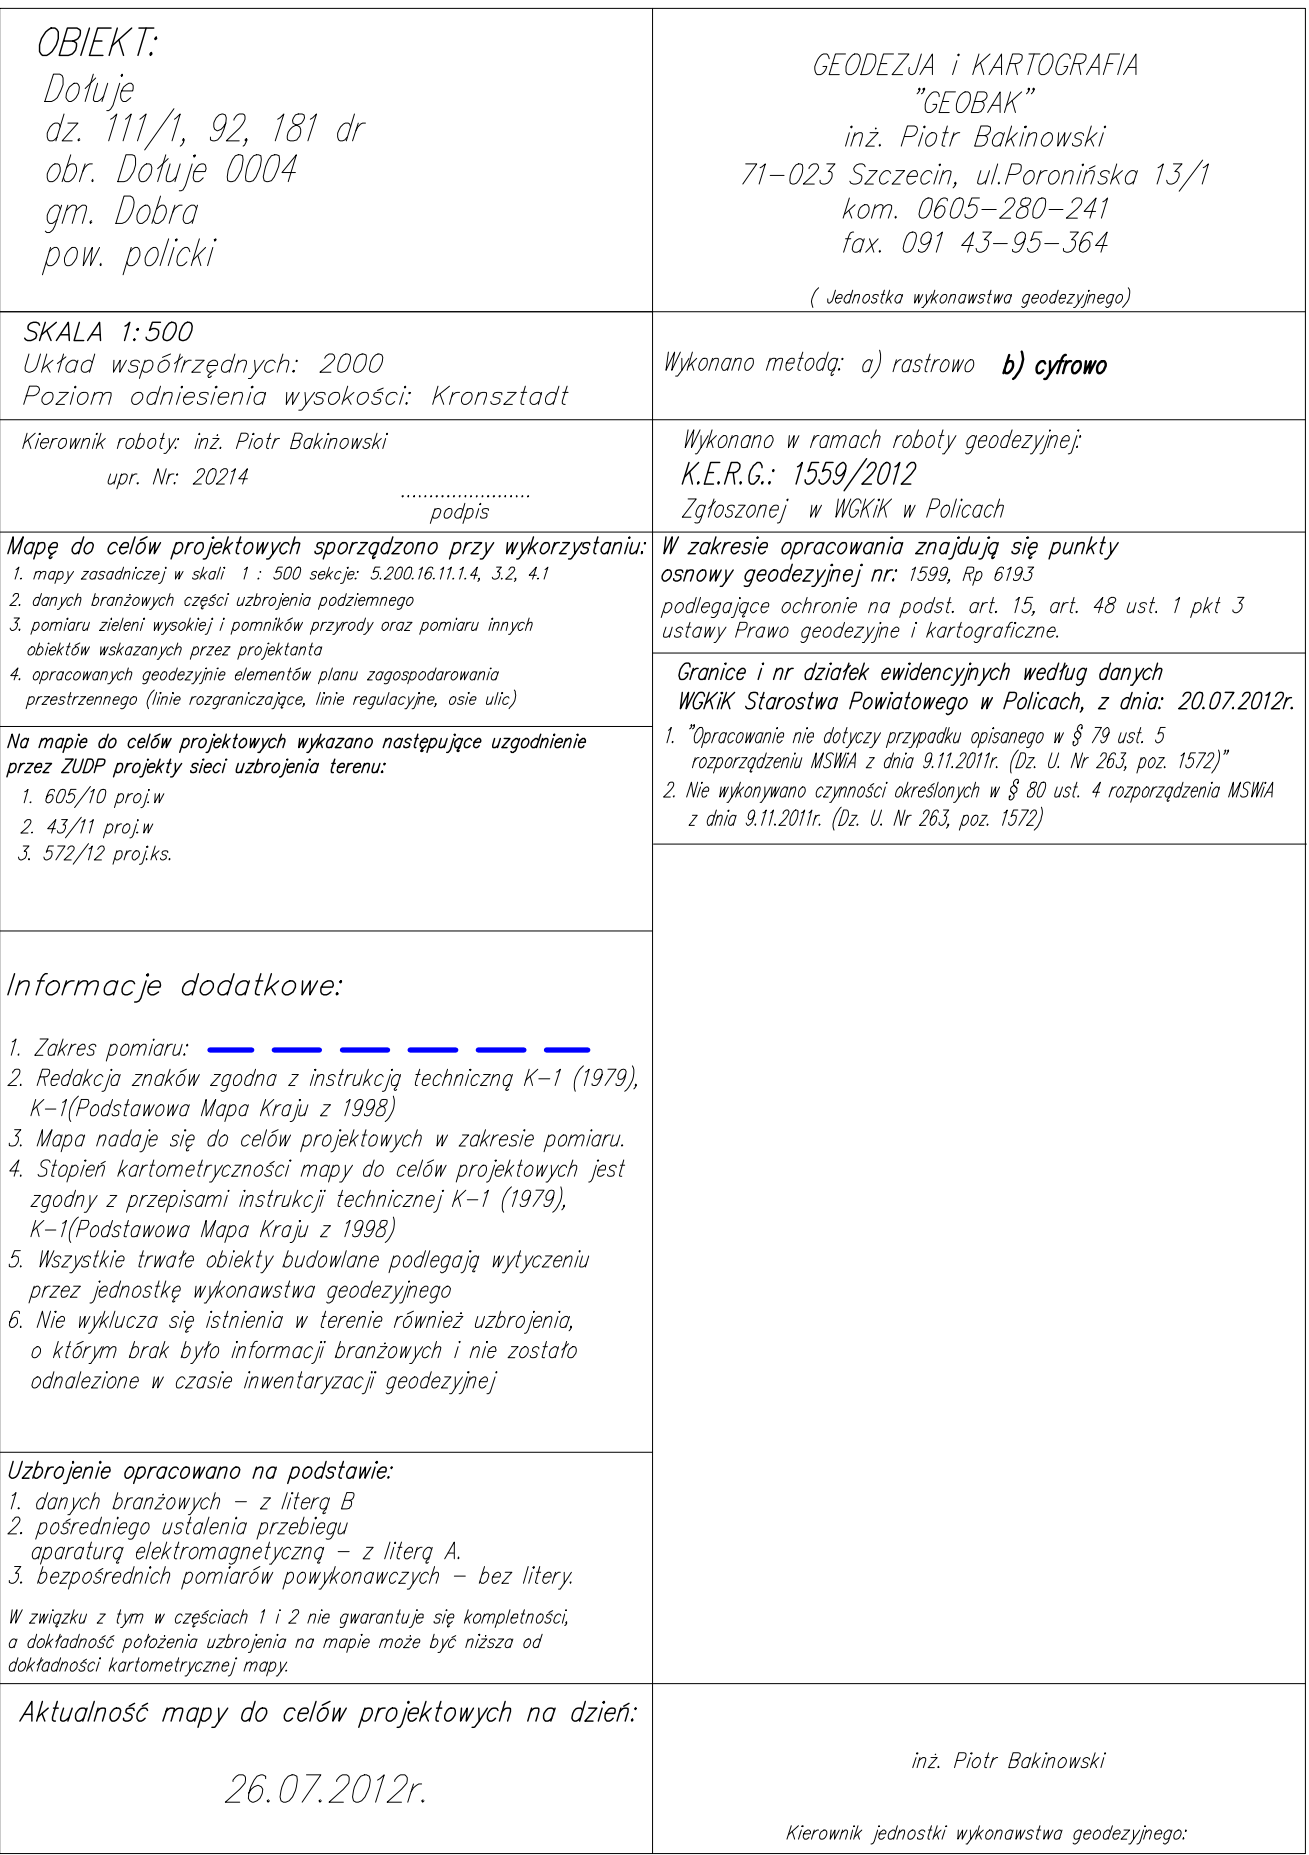 OBIEKT:
Dołuje
dz. 111/1, 92, 181 dr
obr. Dołuje 0004
gm. Dobra
pow. policki
GEODEZJA i KARTOGRAFIA
"GEOBAK"
inż. Piotr Bakinowski
71-023 Szczecin, ul.Poronińska 13/1
kom. 0605-280-241
fax. 091 43-95-364
( Jednostka wykonawstwa geodezyjnego)
SKALA 1:500
Układ współrzędnych: 2000
Poziom odniesienia wysokości: Kronsztadt
Wykonano metodą: a) rastrowo b) cyfrowo
Kierownik roboty: inż. Piotr Bakinowski
upr. Nr: 20214
.......................
podpis
Wykonano w ramach roboty geodezyjnej:
K.E.R.G.: 1559/2012
Zgłoszonej w WGKiK w Policach
Mapę do celów projektowych sporządzono przy wykorzystaniu:
1. mapy zasadniczej w skali 1 : 500 sekcje: 5.200.16.11.1.4, 3.2, 4.1
2. danych branżowych części uzbrojenia podziemnego
3. pomiaru zieleni wysokiej i pomników przyrody oraz pomiaru innych
obiektów wskazanych przez projektanta
4. opracowanych geodezyjnie elementów planu zagospodarowania
przestrzennego (linie rozgraniczające, linie regulacyjne, osie ulic)
W zakresie opracowania znajdują się punkty
osnowy geodezyjnej nr: 1599, Rp 6193
podlegające ochronie na podst. art. 15, art. 48 ust. 1 pkt 3
ustawy Prawo geodezyjne i kartograficzne.
Granice i nr działek ewidencyjnych według danych
WGKiK Starostwa Powiatowego w Policach, z dnia: 20.07.2012r.
1. "Opracowanie nie dotyczy przypadku opisanego w § 79 ust. 5
rozporządzeniu MSWiA z dnia 9.11.2011r. (Dz. U. Nr 263, poz. 1572)"
2. Nie wykonywano czynności określonych w § 80 ust. 4 rozporządzenia MSWiA
z dnia 9.11.2011r. (Dz. U. Nr 263, poz. 1572)
Na mapie do celów projektowych wykazano następujące uzgodnienie
przez ZUDP projekty sieci uzbrojenia terenu:
1. 605/10 proj.w
2. 43/11 proj.w
3. 572/12 proj.ks.
Informacje dodatkowe:
1. Zakres pomiaru:
2. Redakcja znaków zgodna z instrukcją techniczną K-1 (1979),
K-1(Podstawowa Mapa Kraju z 1998)
3. Mapa nadaje się do celów projektowych w zakresie pomiaru.
4. Stopień kartometryczności mapy do celów projektowych jest
zgodny z przepisami instrukcji technicznej K-1 (1979),
K-1(Podstawowa Mapa Kraju z 1998)
5. Wszystkie trwałe obiekty budowlane podlegają wytyczeniu
przez jednostkę wykonawstwa geodezyjnego
6. Nie wyklucza się istnienia w terenie również uzbrojenia,
o którym brak było informacji branżowych i nie zostało
odnalezione w czasie inwentaryzacji geodezyjnej
Uzbrojenie opracowano na podstawie:
1. danych branżowych - z literą B
2. pośredniego ustalenia przebiegu
aparaturą elektromagnetyczną - z literą A.
3. bezpośrednich pomiarów powykonawczych - bez litery.
W związku z tym w częściach 1 i 2 nie gwarantuje się kompletności,
a dokładność położenia uzbrojenia na mapie może być niższa od
dokładności kartometrycznej mapy.
Aktualność mapy do celów projektowych na dzień:
26.07.2012r.
inż. Piotr Bakinowski
Kierownik jednostki wykonawstwa geodezyjnego: